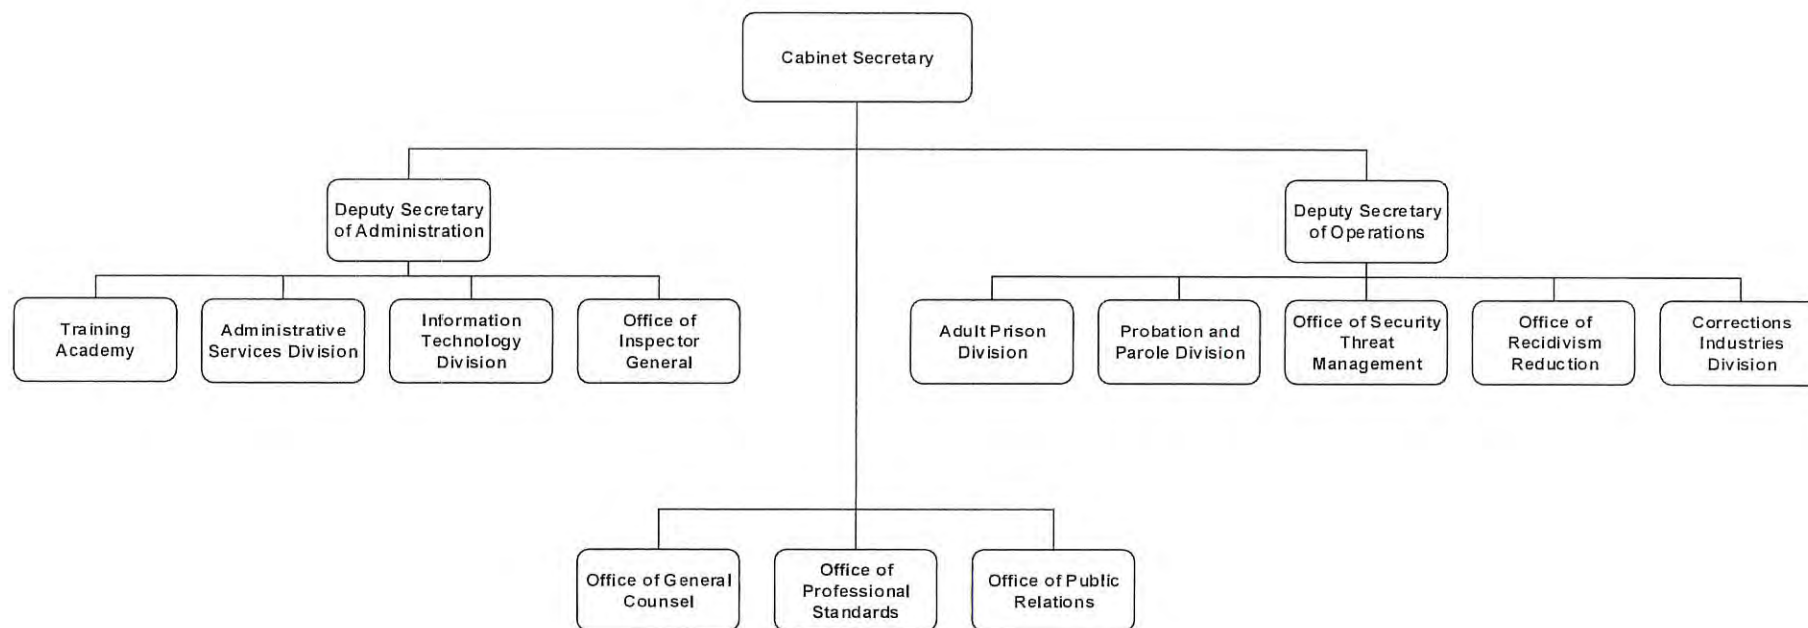 Cabinet Secretary
Deputy Secretary
of Administration
Deputy Secretary
of Operations
Training
Academy
Administrative
Services Division
Information
Technology
Division
Office of
Inspector
General
Adult Prison
Division
Probation and
Parole Division
Office of Security
Threat
Management
Office of
Recidivism
Reduction
Corrections
Industries
Division
Office of General
Counsel
Office of
Professional
Standards
Office of Public
Relations